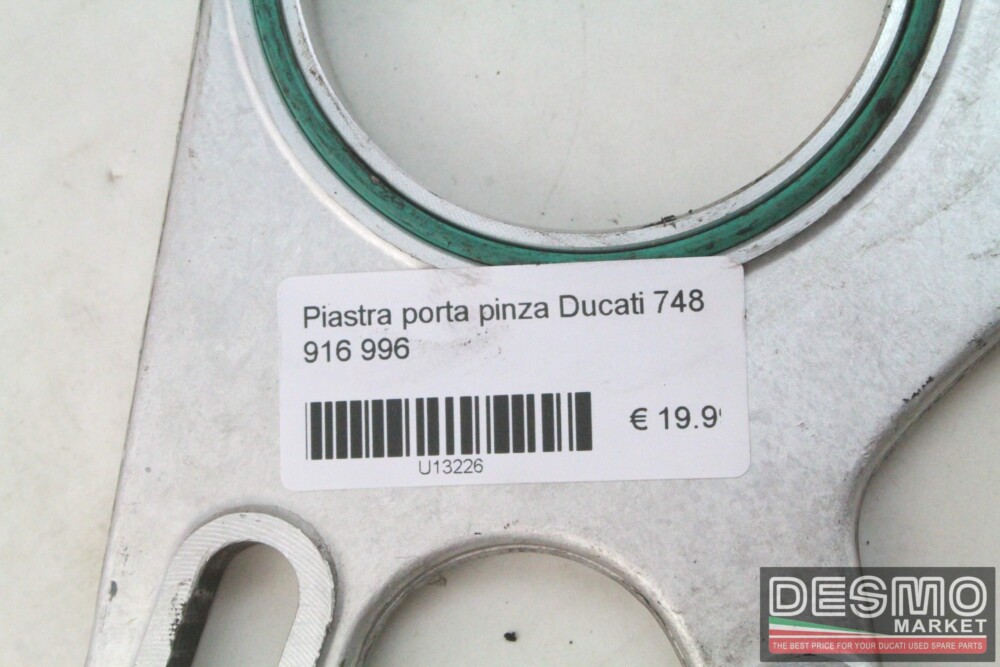 Piastra porta pinza Ducati 748
916 996
€ 19.9
U13226
DESMO
MARKET
THE BEST PRICE FOR YOUR DUCATI USED SPARE PARTS